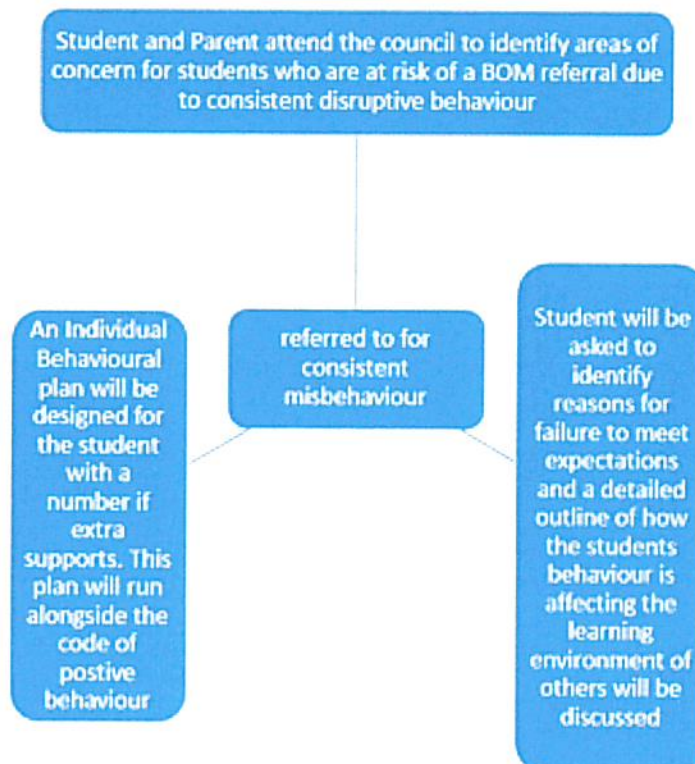 Student and Parent attend the council to identify areas of
concern for students who are at risk of a BOM referral due
to consistent disruptive behaviour
An Individual
Behavioural
plan will be
designed for
the student
with a
number if
extra
supports. This
plan will run
alongside the
code of
postive
behaviour
referred to for
consistent
misbehaviour
Student will be
asked to
identify
reasons for
failure to meet
expectations
and a detailed
outline of how
the students
behaviour is
affecting the
learning
environment of
others will be
discussed